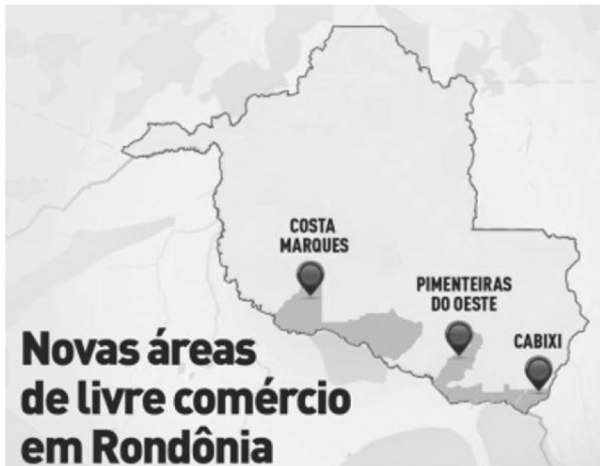 COSTA
MARQUES
PIMENTEIRAS
DO OESTE
CABIXI
Novas áreas
de livre comércio
em Rondônia